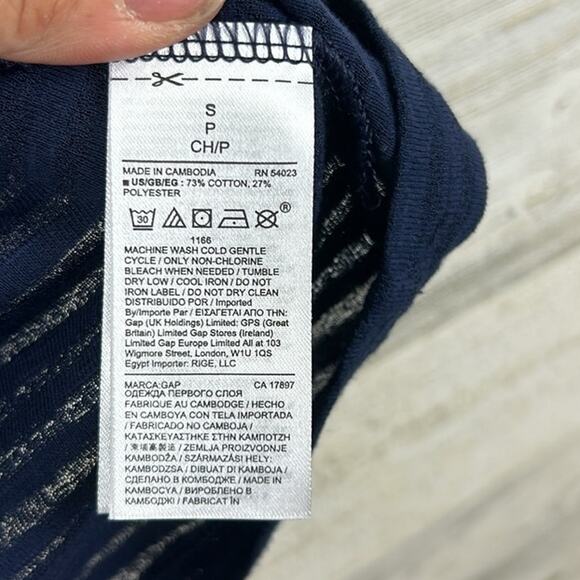 S
P
CH/P
MADE IN CAMBODIA RN 54023
US/GB/EG : 73% COTTON, 27%
POLYESTER
30
®
1166
MACHINE WASH COLD GENTLE
CYCLE / ONLY NON-CHLORINE
BLEACH WHEN NEEDED / TUMBLE
DRY LOW / COOL IRON / DO NOT
IRON LABEL / DO NOT DRY CLEAN
DISTRIBUIDO POR / Imported
By/Importe Par / ΕΙΣΑΓΕΤΑΙ ΑΠΟ ΤΗΝ:
Gap (UK Holdings) Limited: GPS (Great
Britain) Limited Gap Stores (Ireland)
Limited Gap Europe Limited All at 103
Wigmore Street, London, W1U 1QS
Egypt Importer: RIGE, LLC
MARCA:GAP CA 17897
ОДЕЖДА ПЕРВОГО СЛОЯ
FABRIQUE AU CAMBODGE / HECHO
EN CAMBOYA CON TELA IMPORTADA
/ FABRICADO NO CAMBOJA /
ΚΑΤΑΣΚΕΥΑΣΤΗΚΕ ΣΤΗΝ ΚΑΜΠΟΤΖΗ
/ 柬埔寨製造 / ZEMLJA PROIZVODNJE
KAMBODŽA / SZÁRMAZÁSI HELY:
KAMBODZSA / DIBUAT DI KAMBOJA /
СДЕЛАНО В КОМБОДЖЕ / MADE IN
KAMBOCYA / ВИРОБЛЕНО В
КАМБОДЖІ / FABRICAT ÎN